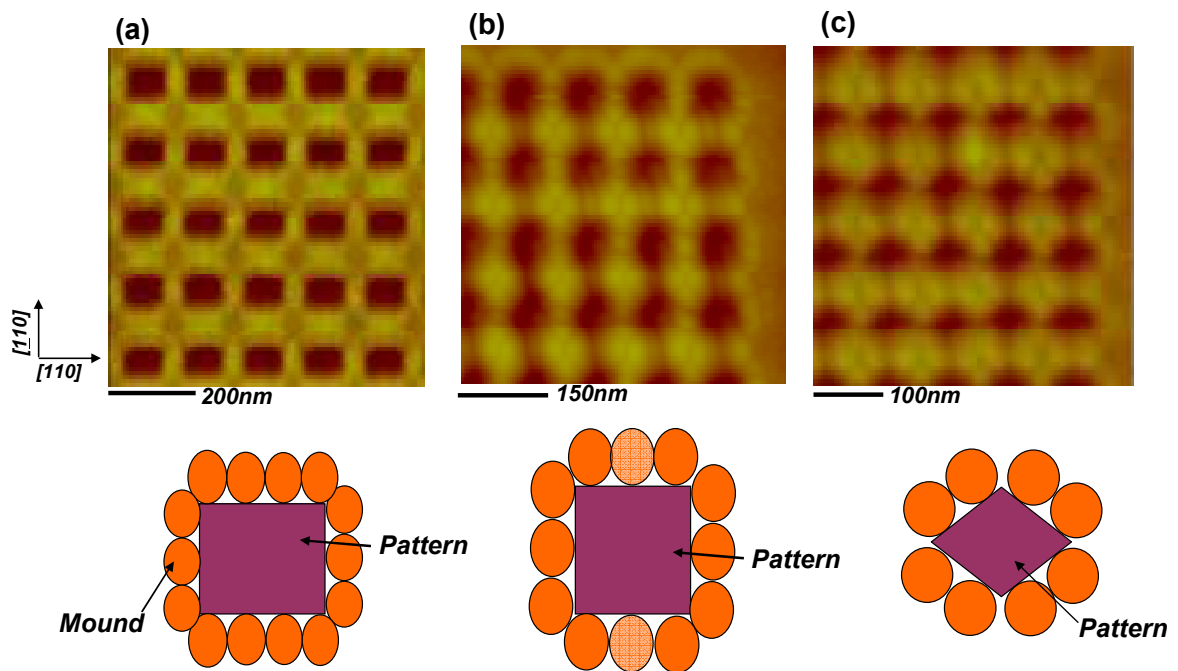 (a)
(b)
(c)
[110]
[110]
200nm
150nm
100nm
Pattern
Mound
Pattern
Pattern